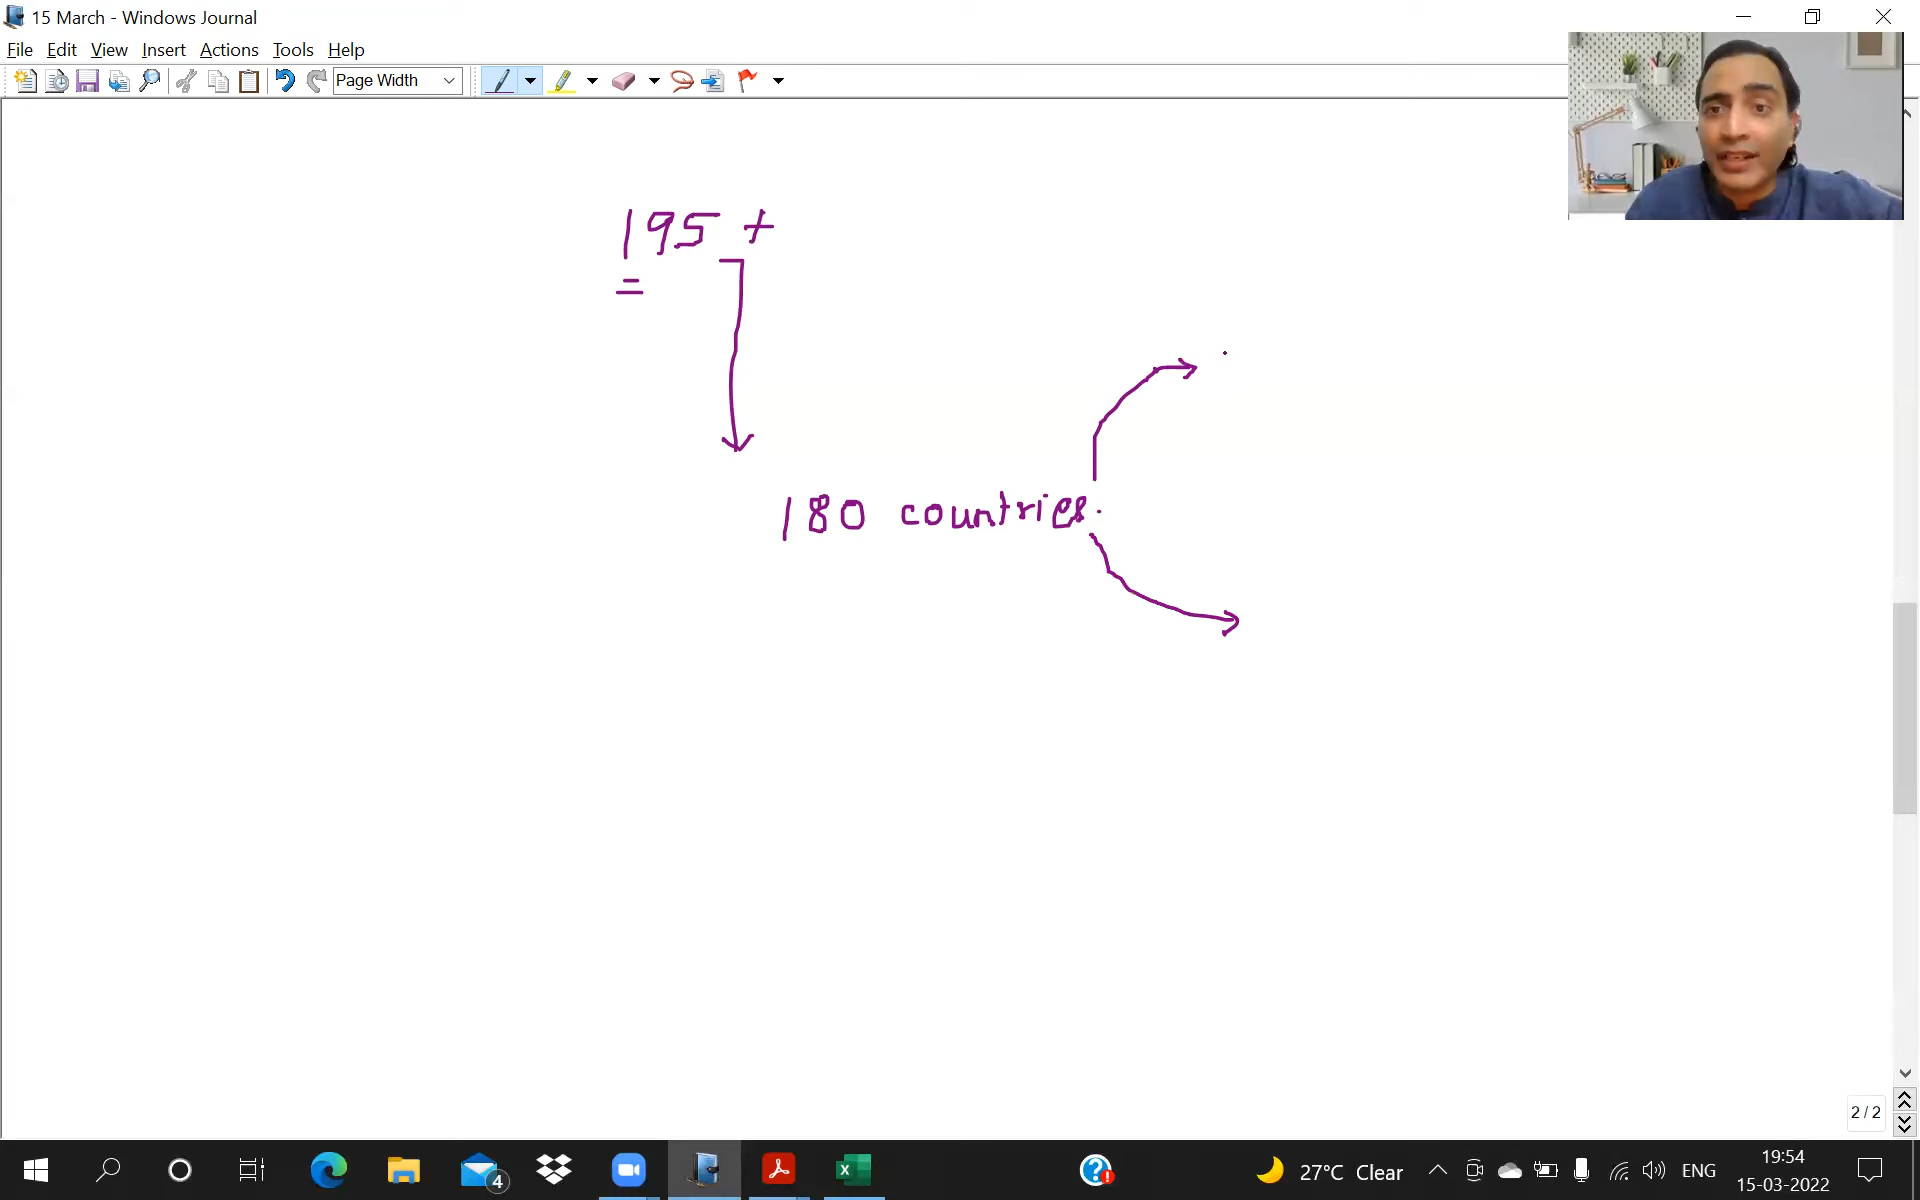 15 March - Windows Journal
File Edit View Insert Actions Tools Help
Page Width
195 +
=
180 countries.
2 / 2
4
27°C Clear
ENG
19:54
15-03-2022